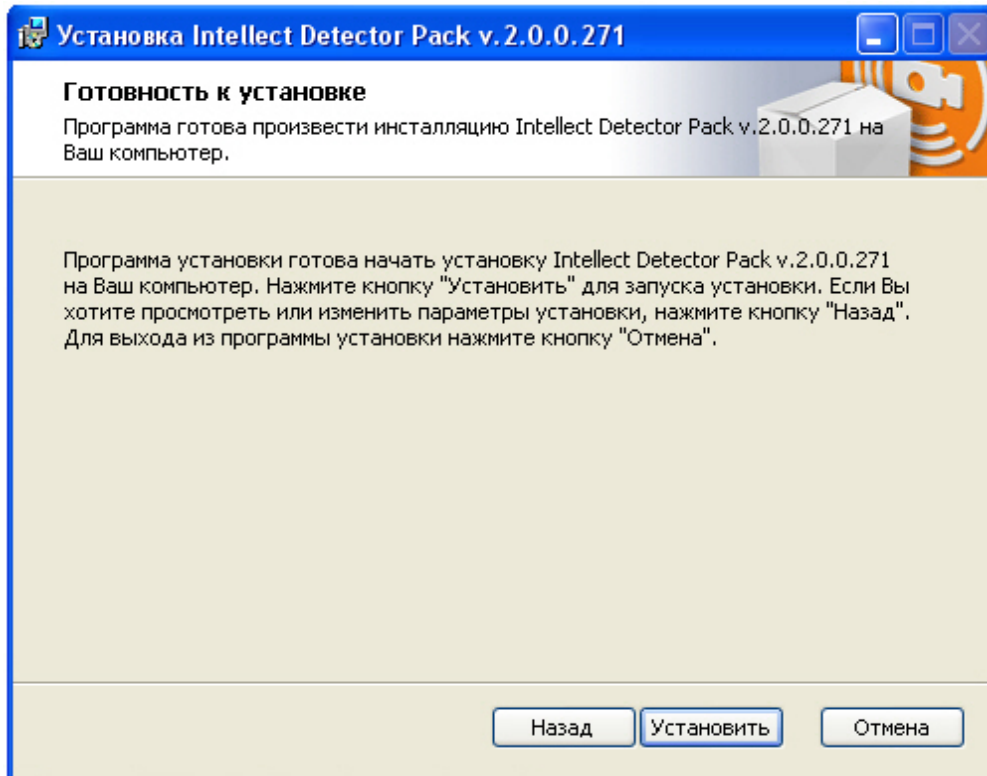 Установка Intellect Detector Pack v.2.0.0.271
Готовность к установке
Программа готова произвести инсталляцию Intellect Detector Pack v.2.0.0.271 на
Ваш компьютер.
Программа установки готова начать установку Intellect Detector Pack v.2.0.0.271
на Ваш компьютер. Нажмите кнопку "Установить" для запуска установки. Если Вы
хотите просмотреть или изменить параметры установки, нажмите кнопку "Назад".
Для выхода из программы установки нажмите кнопку "Отмена".
Назад
Установить
Отмена